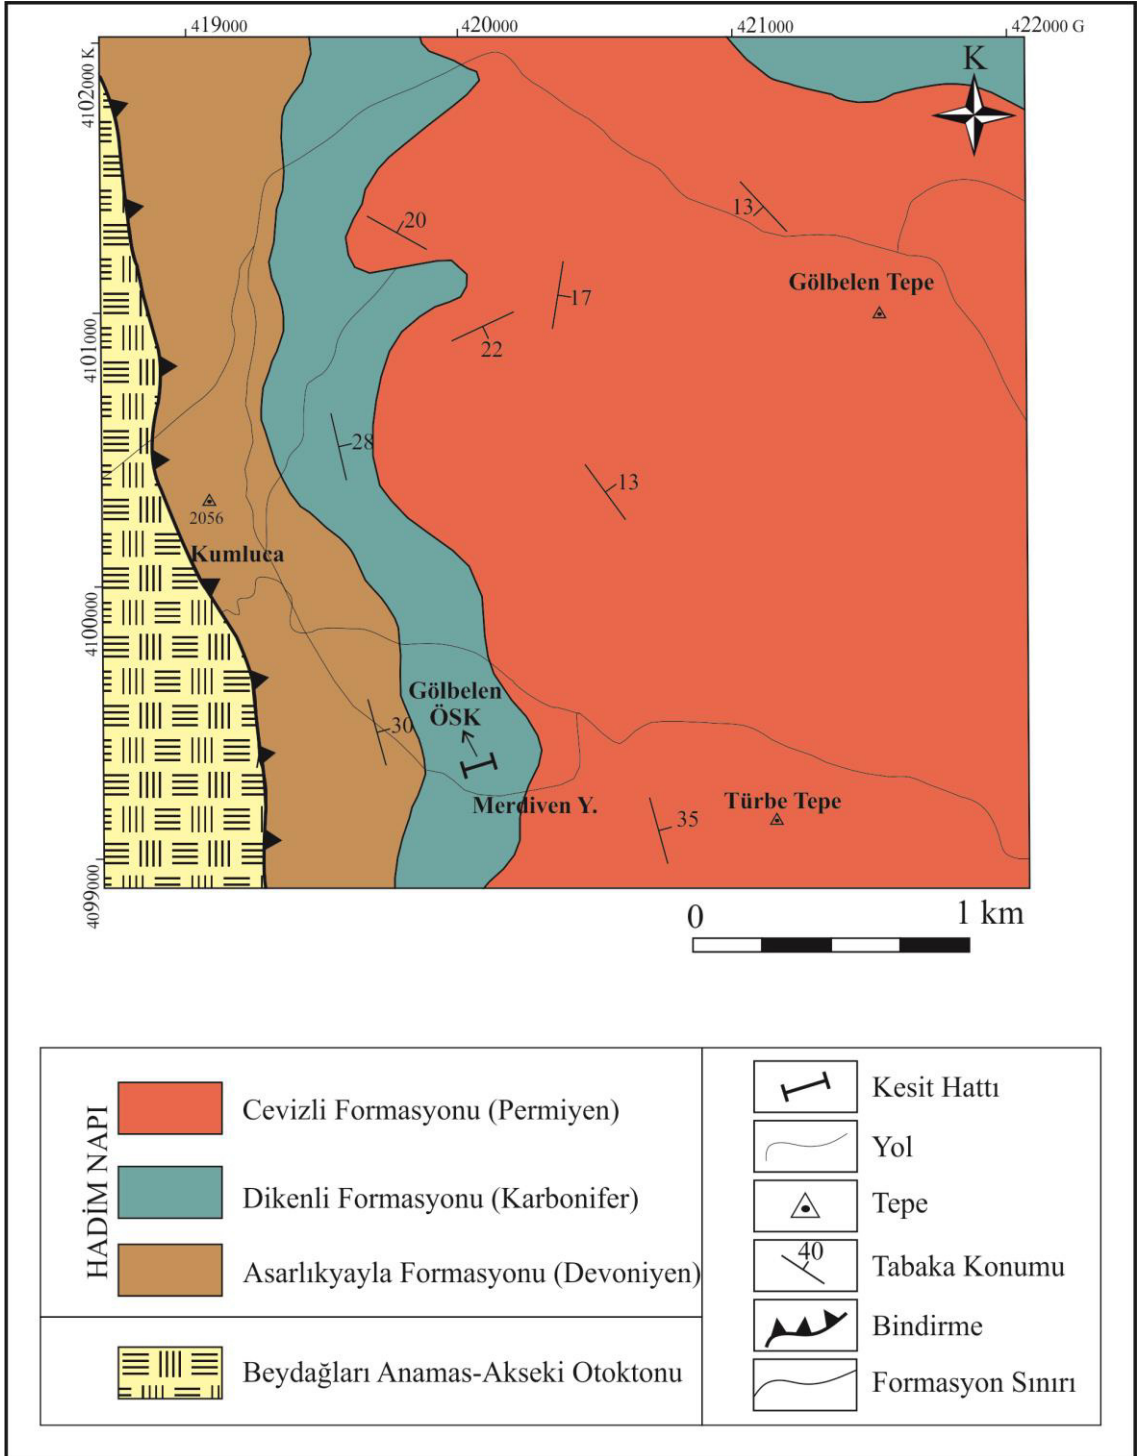 419000
420000
421000
422000 G
4102000 K
K
20
13
17
Gölbelen Tepe
4101000
22
28
13
2056
Kumluca
4100000
Gölbelen
ÖSK
30
Merdiven Y.
35
Türbe Tepe
4099000
0
1 km
HADİM NAPI
Cevizli Formasyonu (Permiyen)
Dikenli Formasyonu (Karbonifer)
Asarlıkyayla Formasyonu (Devoniyen)
Beydağları Anamas-Akseki Otoktonu
Kesit Hattı
Yol
Tepe
40
Tabaka Konumu
Bindirme
Formasyon Sınırı